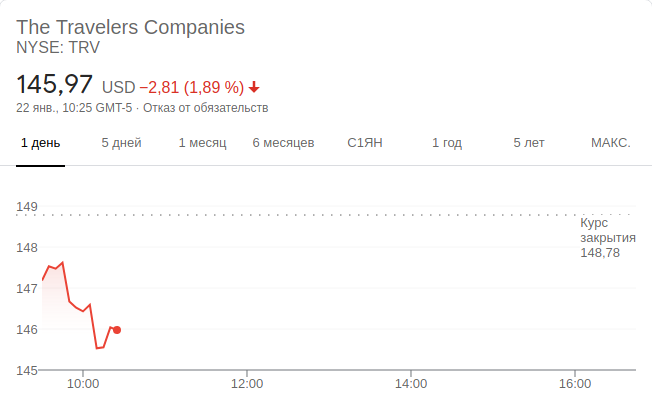 The Travelers Companies
NYSE: TRV
145,97 USD −2,81 (1,89 %)
22 янв., 10:25 GMT-5 · Отказ от обязательств
1 день 5 дней 1 месяц 6 месяцев С1ЯН 1 год 5 лет МАКС.
149
Курс
закрытия
148,78
148
147
146
145
10:00 12:00 14:00 16:00